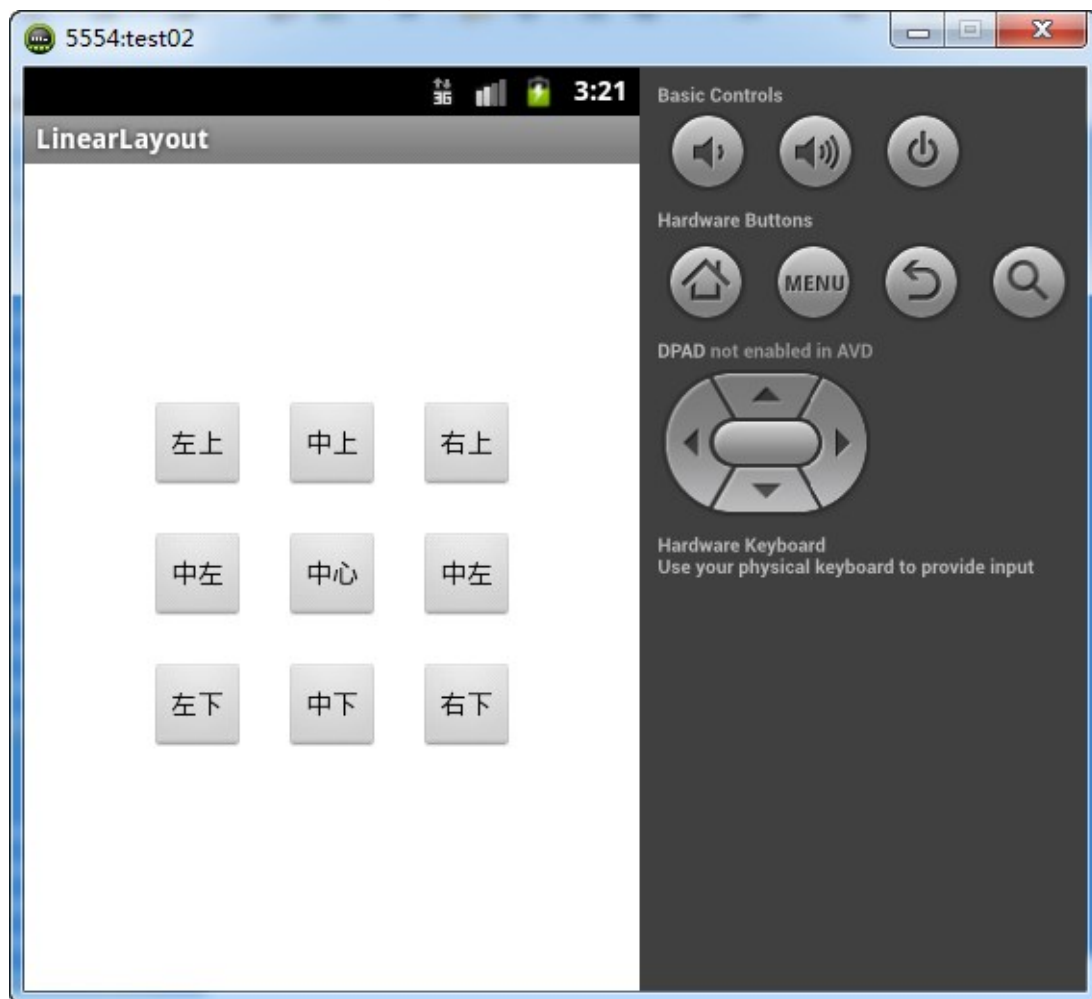 5554:test02
3G 3:21
LinearLayout
左上 中上 右上
中左 中心 中左
左下 中下 右下
Basic Controls
Hardware Buttons
MENU
DPAD not enabled in AVD
Hardware Keyboard
Use your physical keyboard to provide input